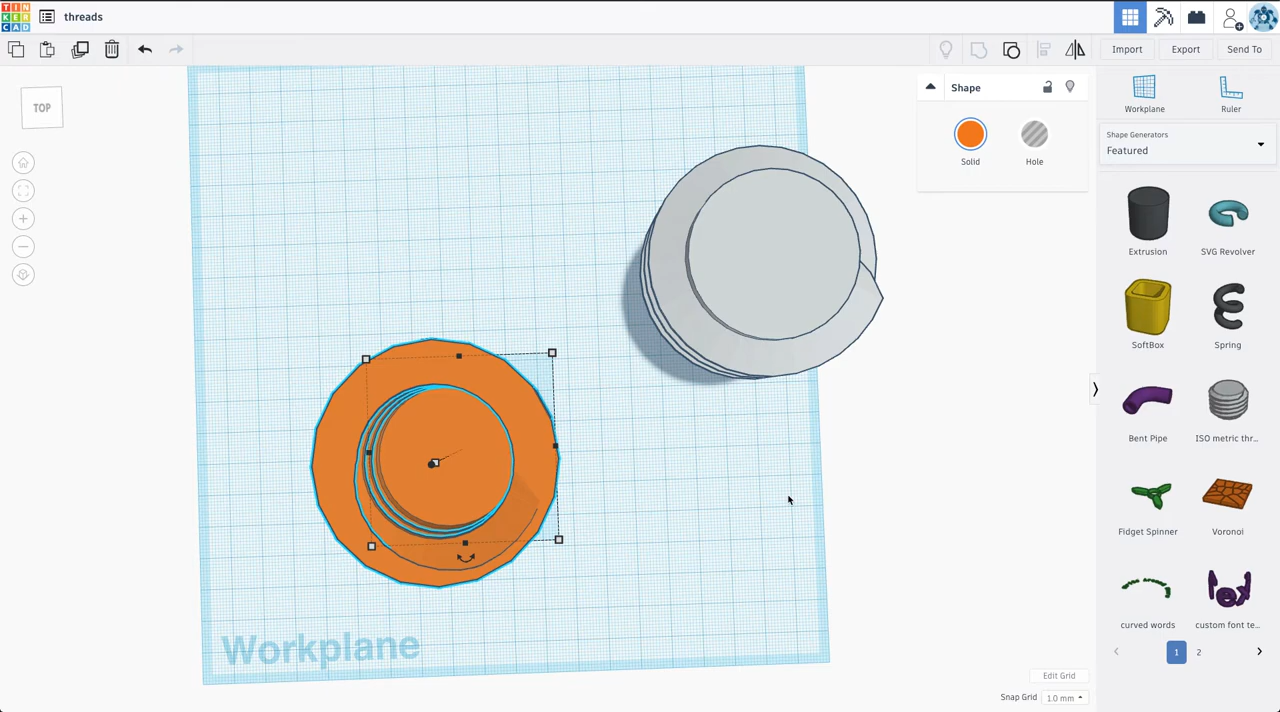 TIN
KER
CAD
threads
Import
Export
Send To
TOP
Shape
Solid
Hole
Workplane
Ruler
Shape Generators
Featured
Extrusion
SVG Revolver
SoftBox
Spring
Bent Pipe
ISO metric thr...
Fidget Spinner
Voronoi
curved words
custom font te...
1
2
Workplane
Edit Grid
Snap Grid
1.0 mm